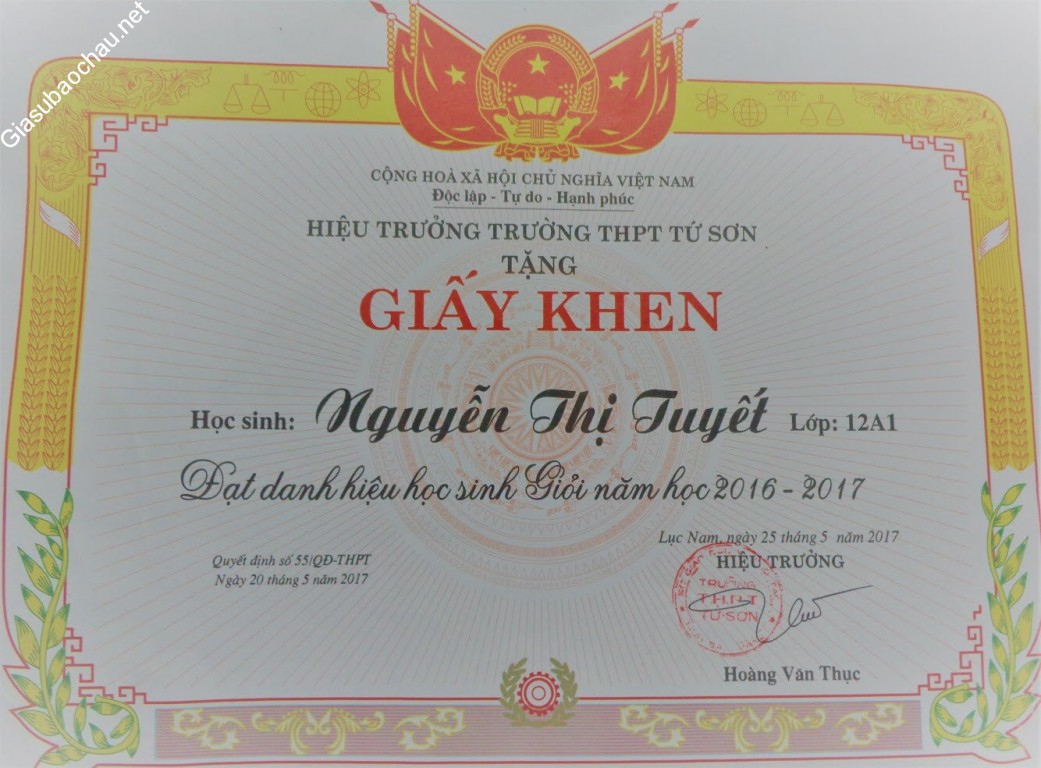 Giasubaochau.net
CỘNG HOÀ XÃ HỘI CHỦ NGHĨA VIỆT NAM
Độc lập - Tự do - Hạnh phúc
HIỆU TRƯỞNG TRƯỜNG THPT TỨ SƠN
TẶNG
GIẤY KHEN
Học sinh: Nguyễn Thị Tuyết Lớp: 12A1
Đạt danh hiệu học sinh Giỏi năm học 2016 - 2017
Lục Nam, ngày 25 tháng 5 năm 2017
Quyết định số 55/QĐ-THPT
Ngày 20 tháng 5 năm 2017
HIỆU TRƯỞNG
TRƯỜNG
T.H.P.T
TỨ SƠN
Hoàng Văn Thục